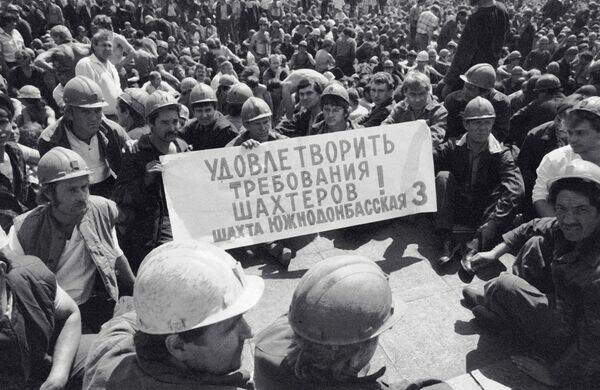 УДОВЛЕТВОРИТЬ
ТРЕБОВАНИЯ
ШАХТЕРОВ !
ШАХТА ЮЖНОДОНБАССКАЯ 3